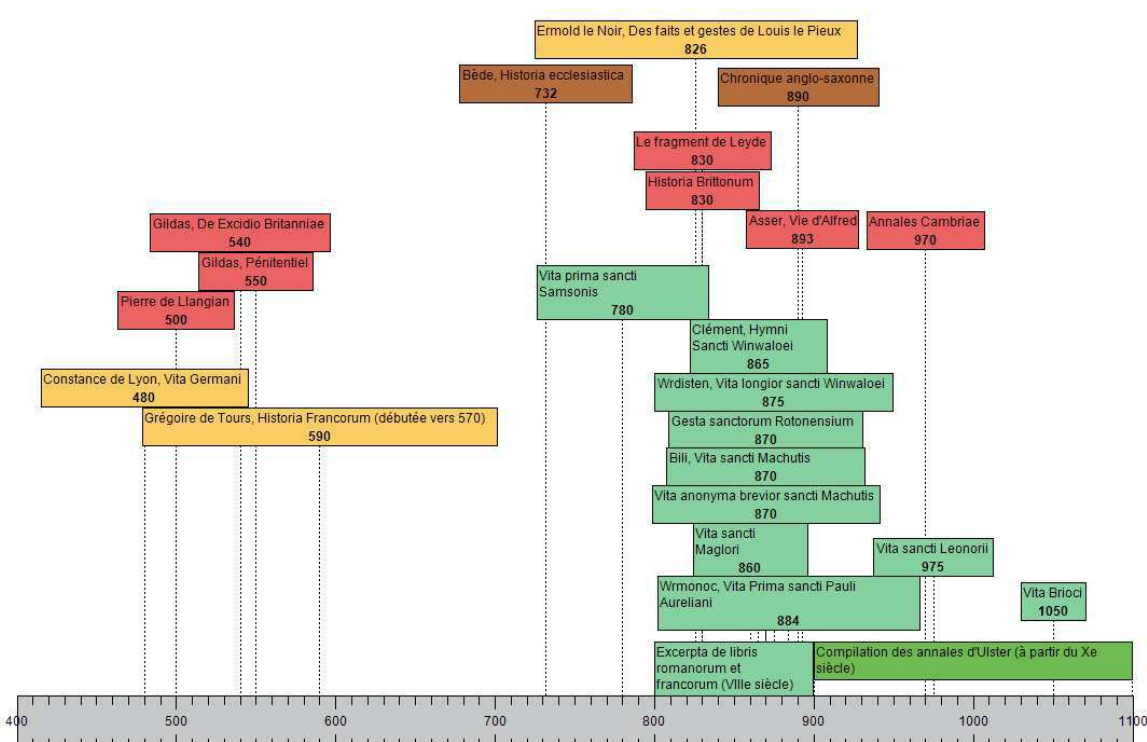 Ermold le Noir, Des faits et gestes de Louis le Pieux
826
Bède, Historia ecclesiastica
732
Chronique anglo-saxonne
890
Le fragment de Leyde
830
Historia Brittonum
830
Gildas, De Excidio Britanniae
540
Asser, Vie d'Alfred
893
Annales Cambriae
970
Gildas, Pénitentiel
550
Vita prima sancti
Samsonis
780
Pierre de Llangian
500
Clément, Hymni
Sancti Winwaloei
865
Constance de Lyon, Vita Germani
480
Wrdisten, Vita longior sancti Winwaloei
875
Grégoire de Tours, Historia Francorum (débutée vers 570)
590
Gesta sanctorum Rotonensium
870
Bili, Vita sancti Machutis
870
Vita anonyma brevior sancti Machutis
870
Vita sancti
Maglori
860
Vita sancti Leonorii
975
Wrmonoc, Vita Prima sancti Pauli
Aureliani
884
Vita Brioci
1050
Excerpta de libris
romanorum et
francorum (VIIIe siècle)
Compilation des annales d'Ulster (à partir du Xe
siècle)
400 500 600 700 800 900 1000 1100